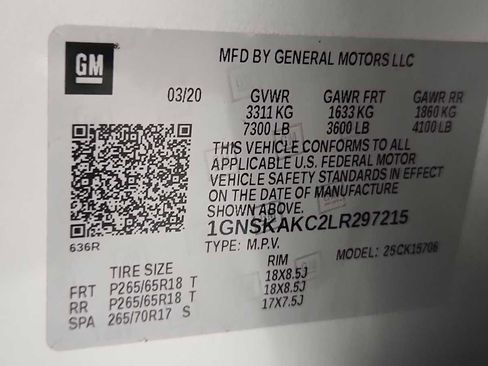 GM
MFD BY GENERAL MOTORS LLC
03/20 GVWR GAWR FRT GAWR RR
3311 KG 1633 KG 1860 KG
7300 LB 3600 LB 4100 LB
THIS VEHICLE CONFORMS TO ALL
APPLICABLE U.S. FEDERAL MOTOR
VEHICLE SAFETY STANDARDS IN EFFECT
ON THE DATE OF MANUFACTURE
SHOWN ABOVE.
1GNSKAKC2LR297215
636R
TYPE: M.P.V. MODEL: 2SCK15706
TIRE SIZE RIM
FRT P265/65R18 T 18X8.5J
RR P265/65R18 T 18X8.5J
SPA 265/70R17 S 17X7.5J